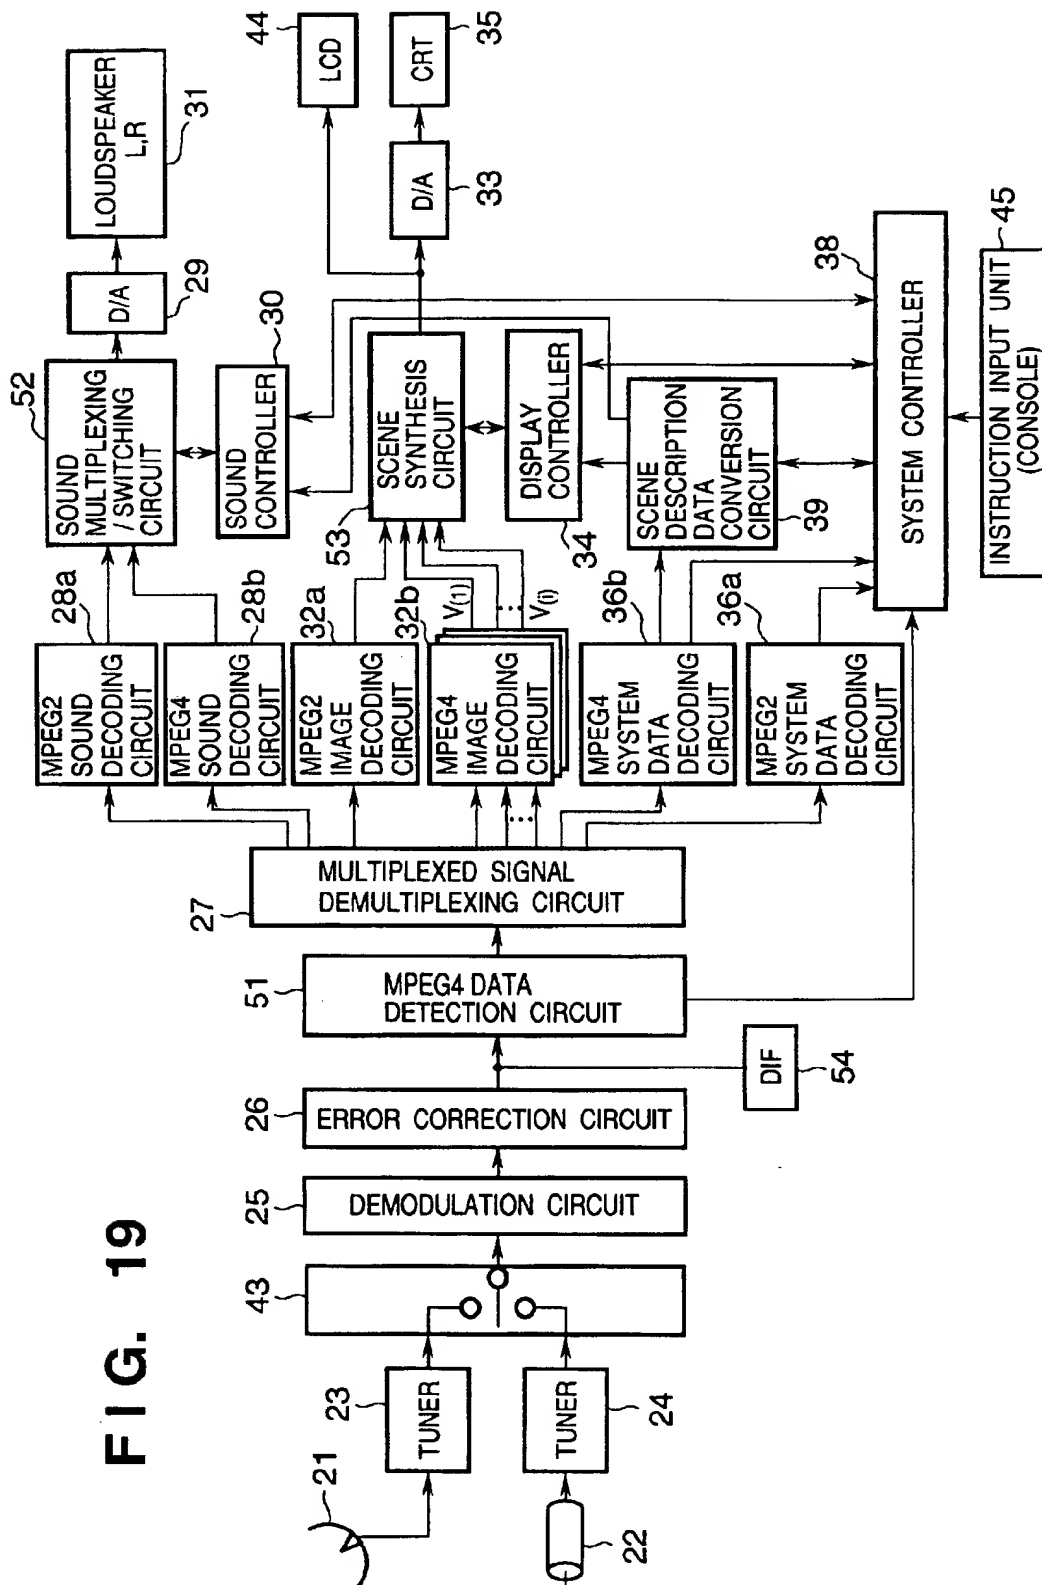 FIG. 19
21
22
23
TUNER
24
TUNER
43
25
DEMODULATION CIRCUIT
26
ERROR CORRECTION CIRCUIT
DIF
54
51
MPEG4 DATA
DETECTION CIRCUIT
27
MULTIPLEXED SIGNAL
DEMULTIPLEXING CIRCUIT
28a
MPEG2
SOUND
DECODING
CIRCUIT
28b
MPEG4
SOUND
DECODING
CIRCUIT
32a
MPEG2
IMAGE
DECODING
CIRCUIT
32b
MPEG4
IMAGE
DECODING
CIRCUIT
V(1)
V(i)
36b
MPEG4
SYSTEM
DATA
DECODING
CIRCUIT
36a
MPEG2
SYSTEM
DATA
DECODING
CIRCUIT
52
SOUND
MULTIPLEXING
/SWITCHING
CIRCUIT
30
SOUND
CONTROLLER
53
SCENE
SYNTHESIS
CIRCUIT
34
DISPLAY
CONTROLLER
SCENE
DESCRIPTION
DATA
CONVERSION
CIRCUIT
39
38
SYSTEM CONTROLLER
45
INSTRUCTION INPUT UNIT
(CONSOLE)
D/A
29
LOUDSPEAKER
L,R
31
D/A
33
44
LCD
CRT
35